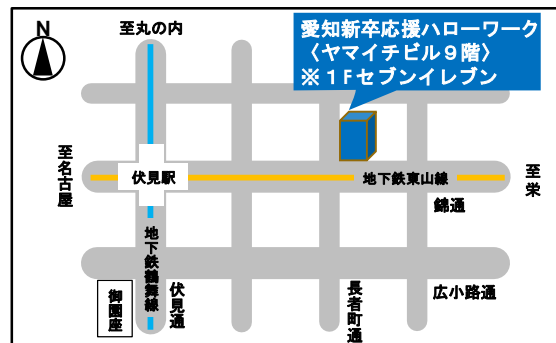 N
至丸の内
愛知新卒応援ハローワーク
〈ヤマイチビル９階〉
※１Ｆセブンイレブン
至名古屋
伏見駅
地下鉄東山線
至栄
錦通
地下鉄鶴舞線
伏見通
御園座
長者町通
広小路通